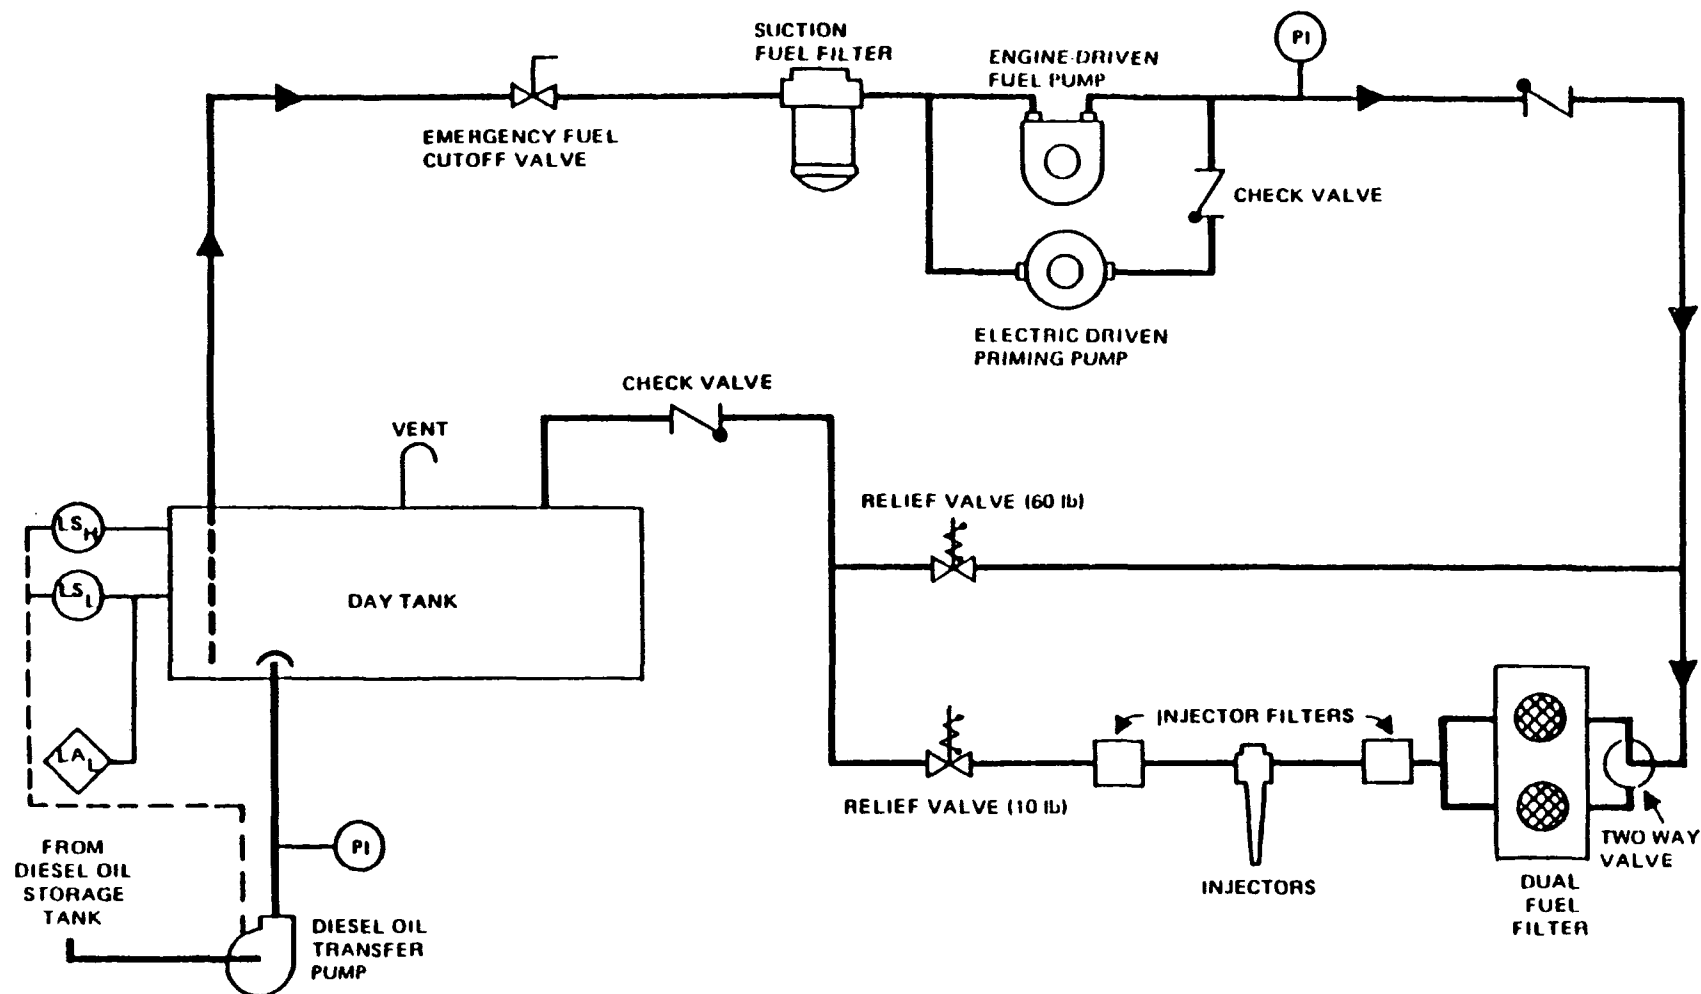 SUCTION
FUEL FILTER
ENGINE-DRIVEN
FUEL PUMP
PI
EMERGENCY FUEL
CUTOFF VALVE
CHECK VALVE
ELECTRIC DRIVEN
PRIMING PUMP
CHECK VALVE
VENT
RELIEF VALVE (60 lb)
LSH
LSL
DAY TANK
LAL
INJECTOR FILTERS
RELIEF VALVE (10 lb)
TWO WAY
VALVE
INJECTORS
DUAL
FUEL
FILTER
FROM
DIESEL OIL
STORAGE
TANK
PI
DIESEL OIL
TRANSFER
PUMP